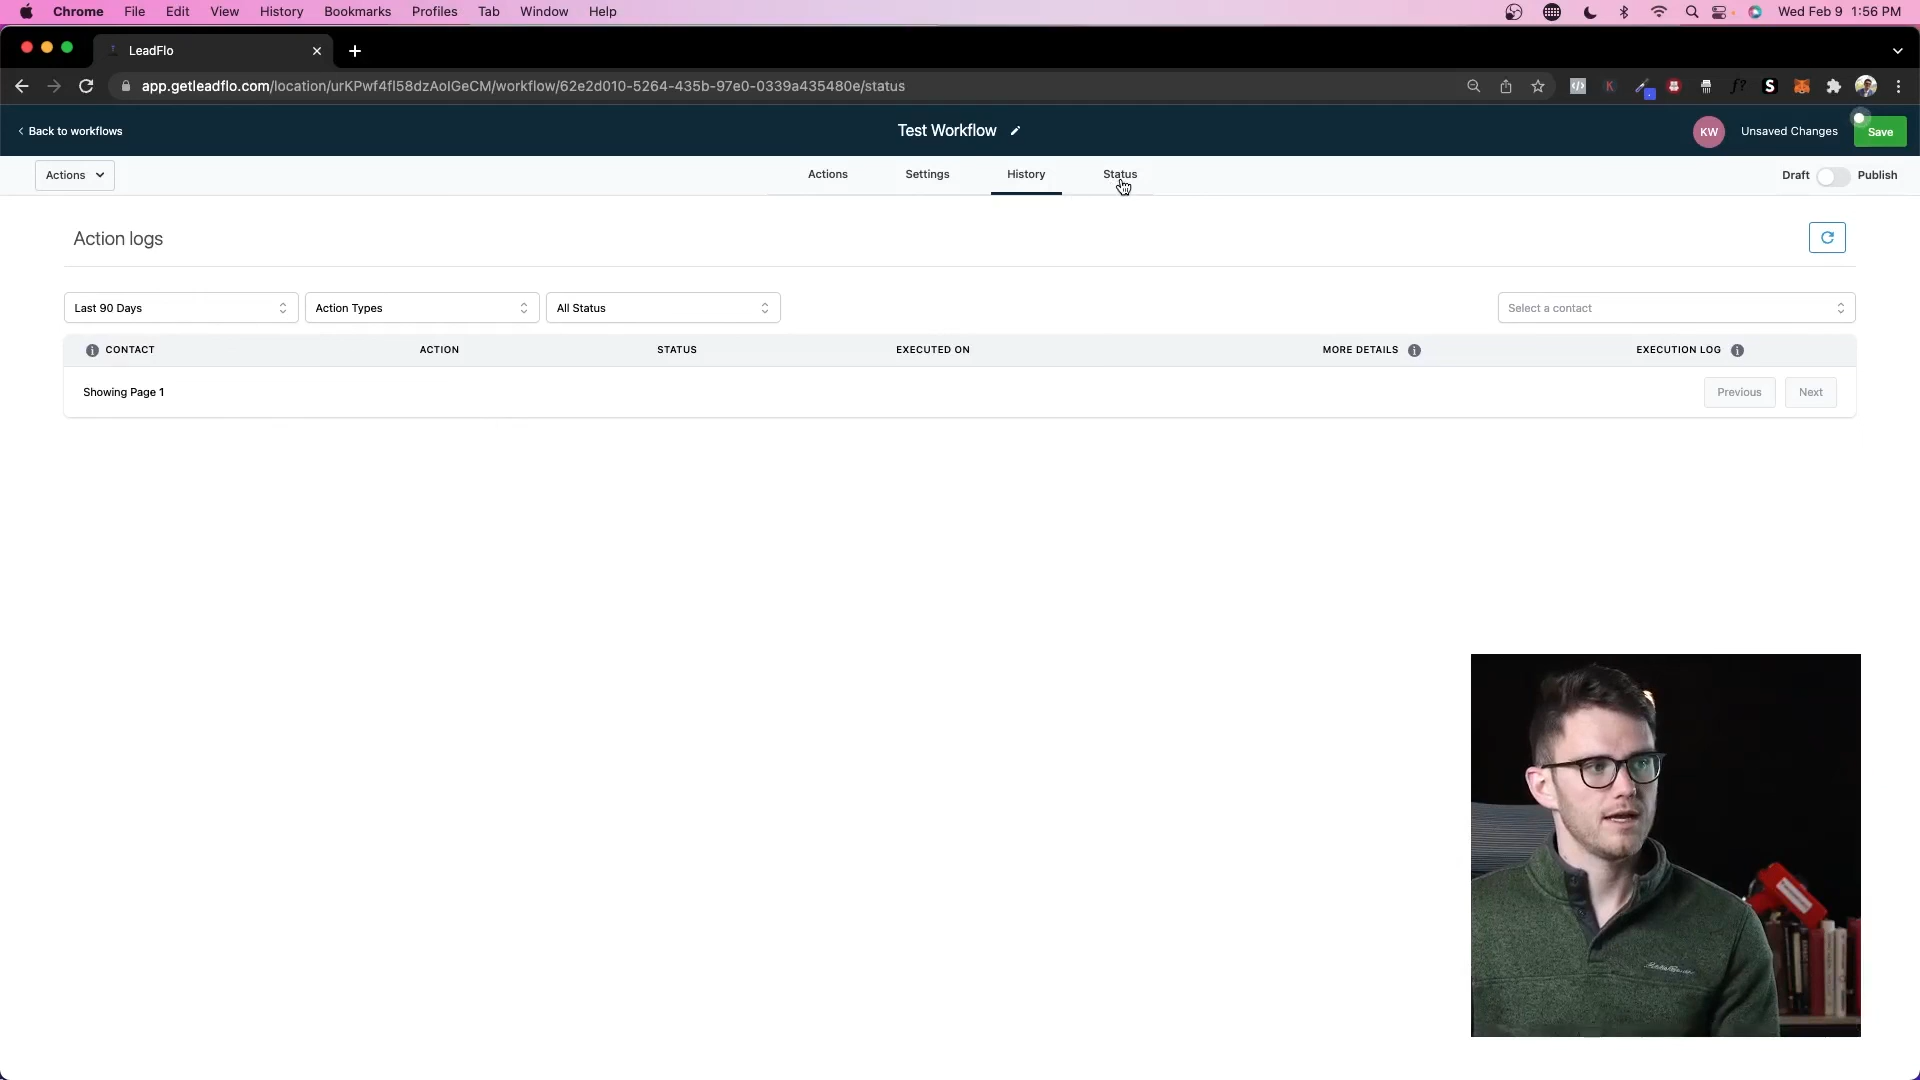 Chrome File Edit View History Bookmarks Profiles Tab Window Help Wed Feb 9 1:56 PM
LeadFlo
app.getleadflo.com/location/urKPwf4fl58dzAoIGeCM/workflow/62e2d010-5264-435b-97e0-0339a435480e/status
Back to workflows Test Workflow KW Unsaved Changes Save
Actions Actions Settings History Status Draft Publish
Action logs
Last 90 Days Action Types All Status Select a contact
CONTACT ACTION STATUS EXECUTED ON MORE DETAILS EXECUTION LOG
Showing Page 1 Previous Next